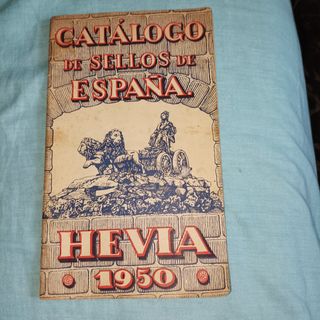 CATÁLOGO
DE SELLOS DE
ESPAÑA.
HEVIA
1950